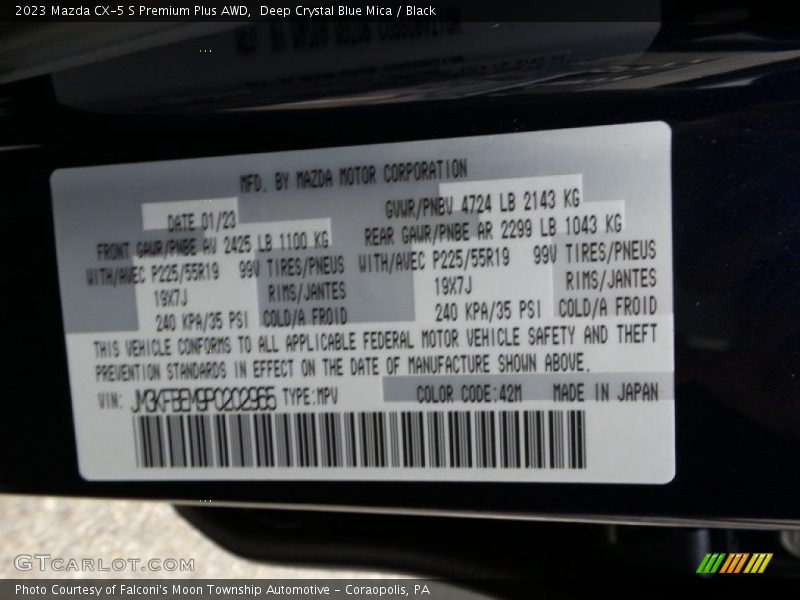 2023 Mazda CX-5 S Premium Plus AWD,  Deep Crystal Blue Mica / Black
MFD. BY MAZDA MOTOR CORPORATION
DATE 01/23 GVWR/PNBV 4724 LB 2143 KG
FRONT GAWR/PNBE AV 2425 LB 1100 KG REAR GAWR/PNBE AR 2299 LB 1043 KG
WITH/AVEC P225/55R19 99V TIRES/PNEUS WITH/AVEC P225/55R19 99V TIRES/PNEUS
19X7J RIMS/JANTES 19X7J RIMS/JANTES
240 KPA/35 PSI COLD/A FROID 240 KPA/35 PSI COLD/A FROID
THIS VEHICLE CONFORMS TO ALL APPLICABLE FEDERAL MOTOR VEHICLE SAFETY AND THEFT
PREVENTION STANDARDS IN EFFECT ON THE DATE OF MANUFACTURE SHOWN ABOVE.
VIN: TYPE:MPV COLOR CODE:42M MADE IN JAPAN
GTCARLOT.COM
Photo Courtesy of Falconi's Moon Township Automotive - Coraopolis, PA